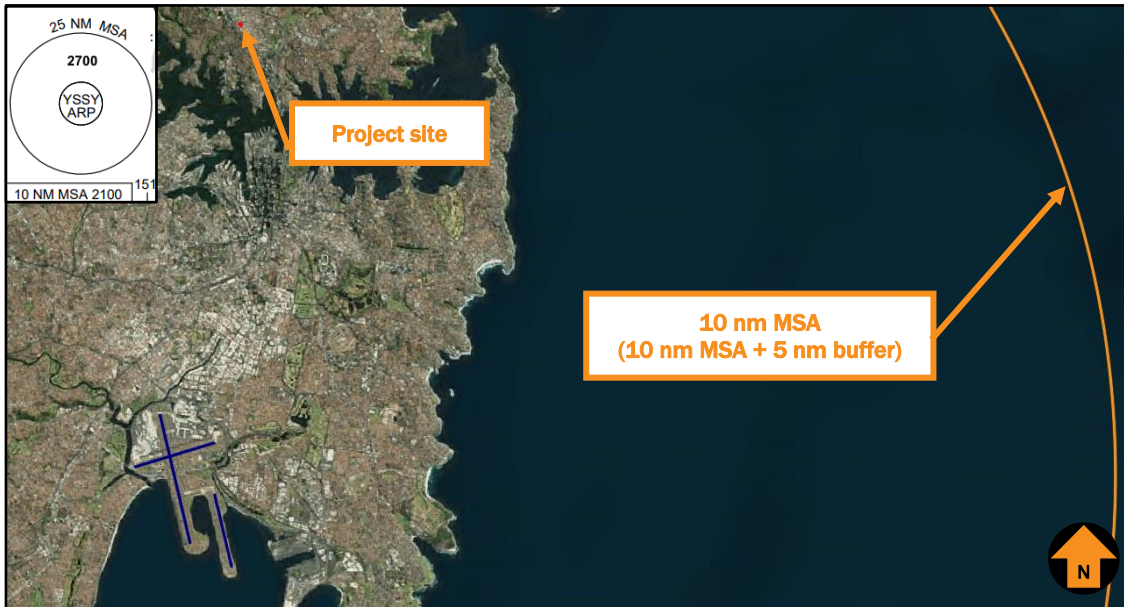 25 NM MSA
:
2700
YSSY
ARP
10 NM MSA 2100
151
Project site
10 nm MSA
(10 nm MSA + 5 nm buffer)
N